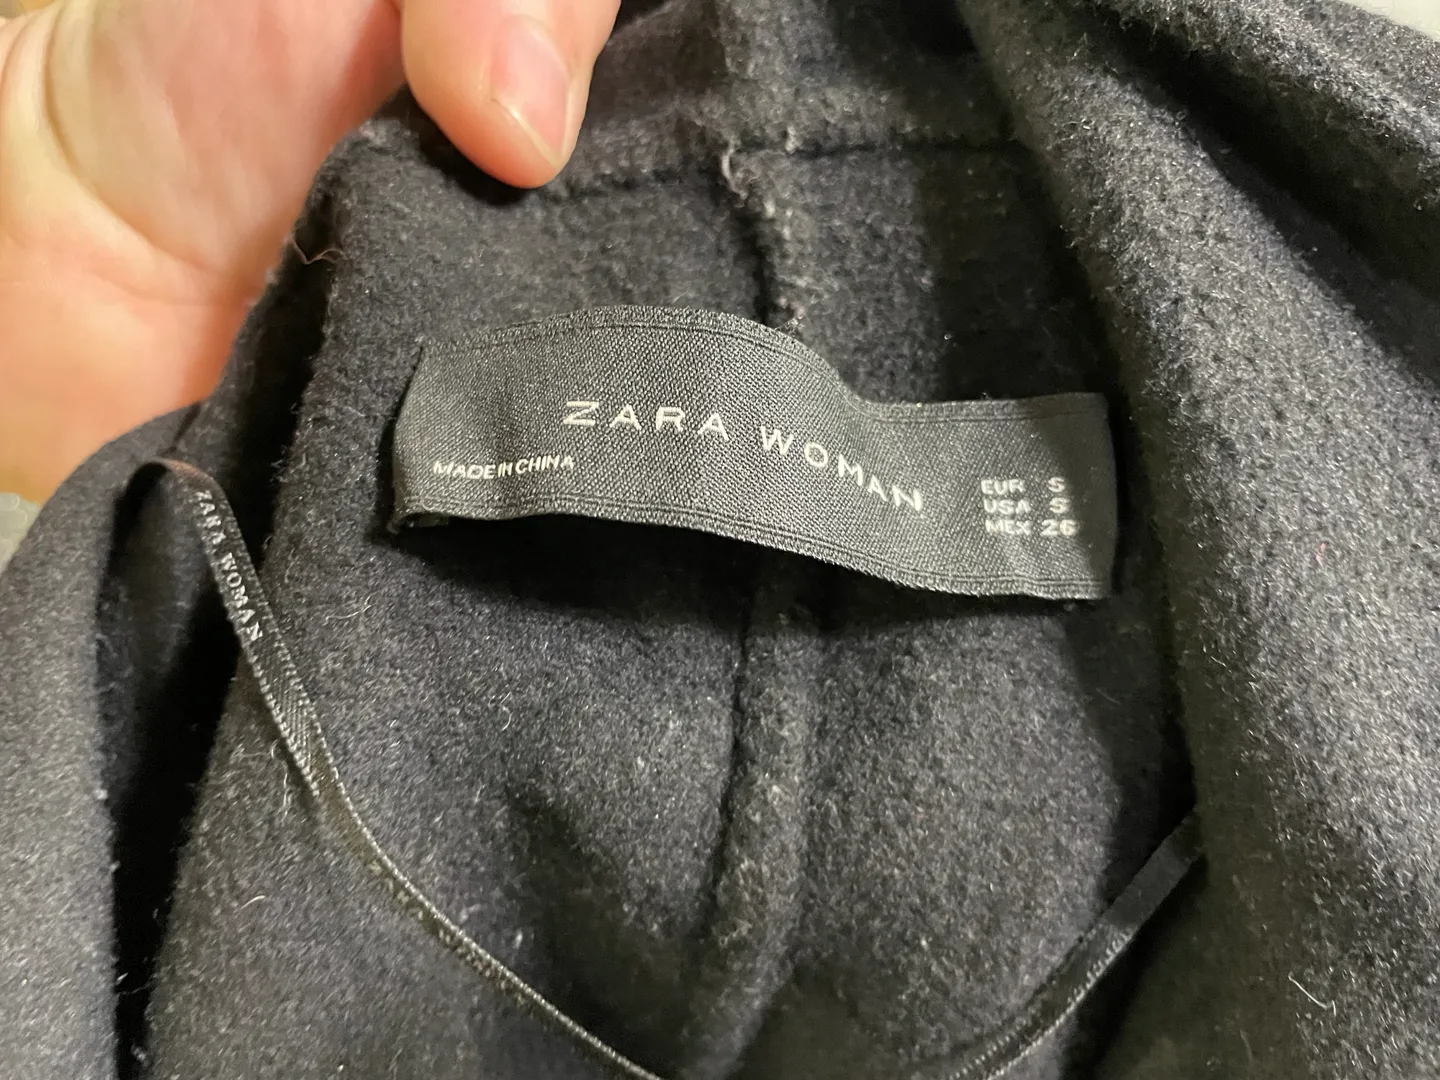 ZARA WOMAN
MADE IN CHINA
EUR S
USA S
MEX 26
ZARA WOMAN